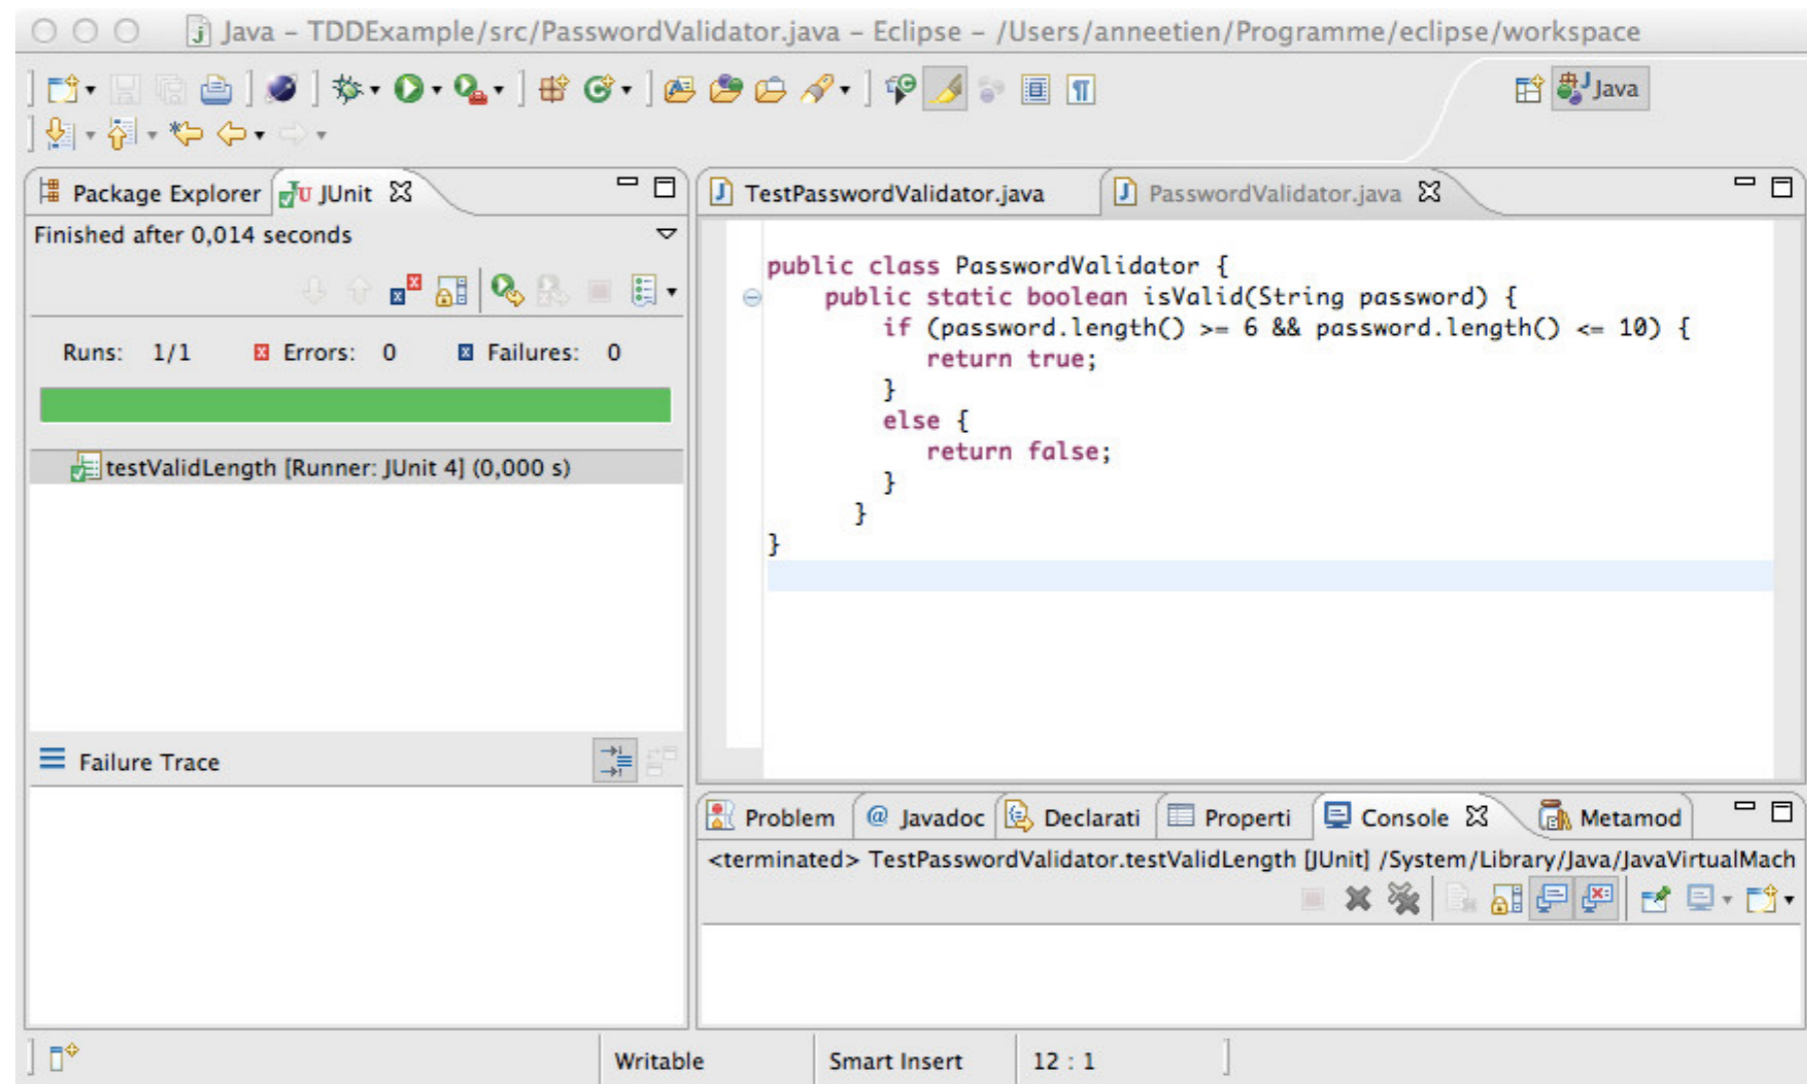 Java – TDDExample/src/PasswordValidator.java – Eclipse – /Users/anneetien/Programme/eclipse/workspace
Java
Package Explorer JUnit
Finished after 0,014 seconds
Runs: 1/1 Errors: 0 Failures: 0
testValidLength [Runner: JUnit 4] (0,000 s)
Failure Trace
TestPasswordValidator.java PasswordValidator.java
public class PasswordValidator {
public static boolean isValid(String password) {
if (password.length() >= 6 && password.length() <= 10) {
return true;
}
else {
return false;
}
}
}
Problem @ Javadoc Declarati Properti Console Metamod
<terminated> TestPasswordValidator.testValidLength [JUnit] /System/Library/Java/JavaVirtualMach
Writable Smart Insert 12 : 1